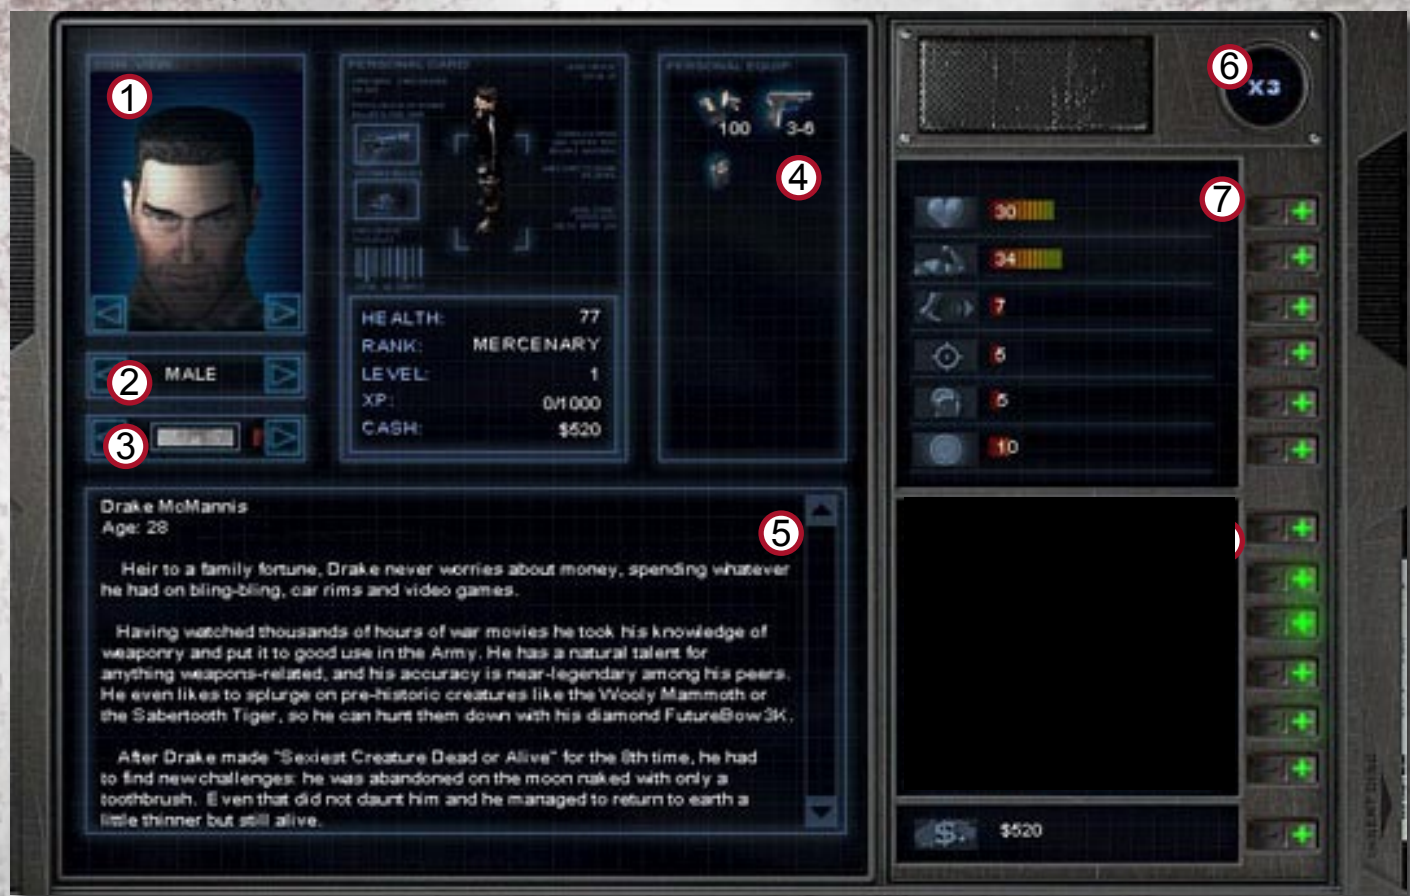 1
PERSONAL CARD
PERSONAL EQUIP
6
X3
100
3-6
4
7
30
34
7
6
6
10
HEALTH: 77
RANK: MERCENARY
LEVEL: 1
XP: 0/1000
CASH: $520
2
MALE
3
5
Drake McMannis
Age: 28
Heir to a family fortune, Drake never worries about money, spending whatever
he had on bling-bling, car rims and video games.
Having watched thousands of hours of war movies he took his knowledge of
weaponry and put it to good use in the Army. He has a natural talent for
anything weapons-related, and his accuracy is near-legendary among his peers.
He even likes to splurge on pre-historic creatures like the Wooly Mammoth or
the Sabertooth Tiger, so he can hunt them down with his diamond FutureBow3K.
After Drake made "Sexiest Creature Dead or Alive" for the 8th time, he had
to find new challenges: he was abandoned on the moon naked with only a
toothbrush. Even that did not daunt him and he managed to return to earth a
little thinner but still alive.
$.
$520